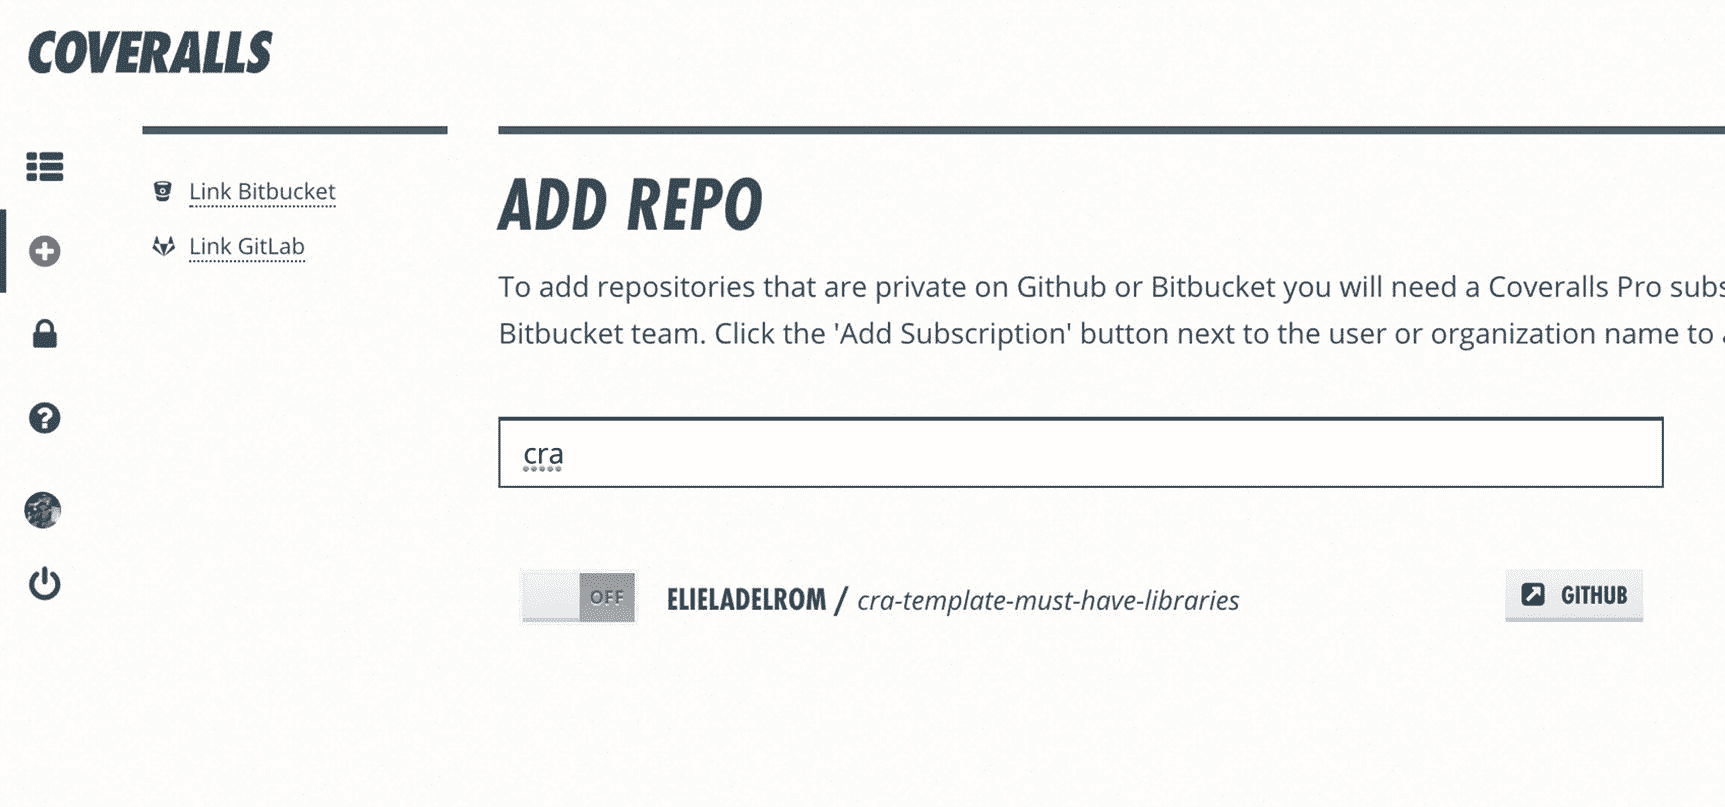 COVERALLS
Link Bitbucket
Link GitLab
ADD REPO
To add repositories that are private on Github or Bitbucket you will need a Coveralls Pro subs
Bitbucket team. Click the 'Add Subscription' button next to the user or organization name to
cra
OFF ELIELADELROM / cra-template-must-have-libraries GITHUB